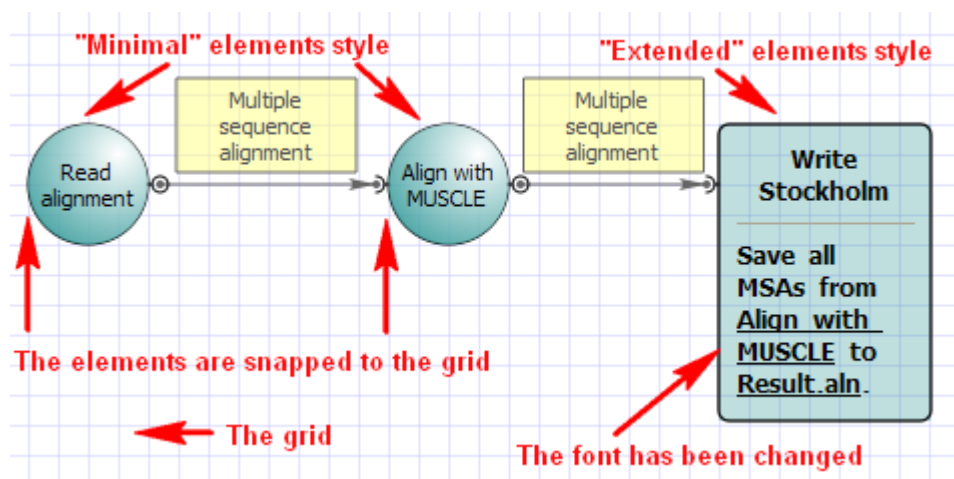 "Minimal" elements style
"Extended" elements style
Multiple
sequence
alignment
Multiple
sequence
alignment
Read
alignment
Align with
MUSCLE
Write
Stockholm
Save all
MSAs from
Align with
MUSCLE to
Result.aln.
The elements are snapped to the grid
The grid
The font has been changed